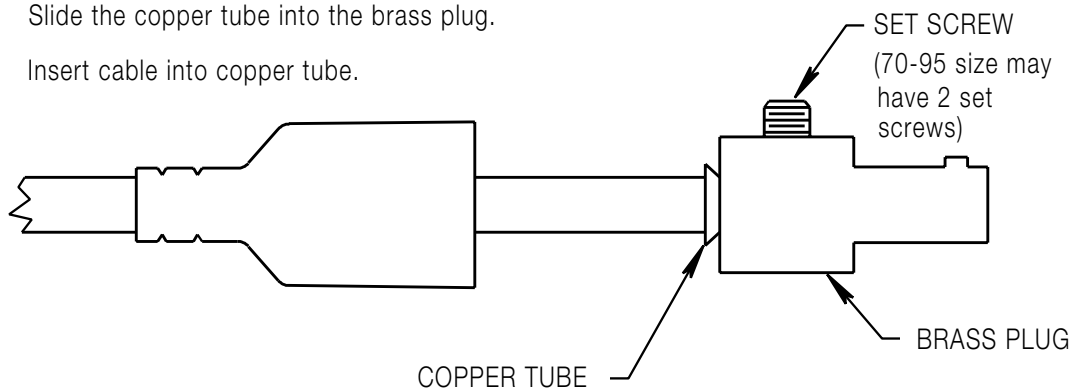 Slide the copper tube into the brass plug.
Insert cable into copper tube.
SET SCREW
(70-95 size may
have 2 set
screws)
BRASS PLUG
COPPER TUBE